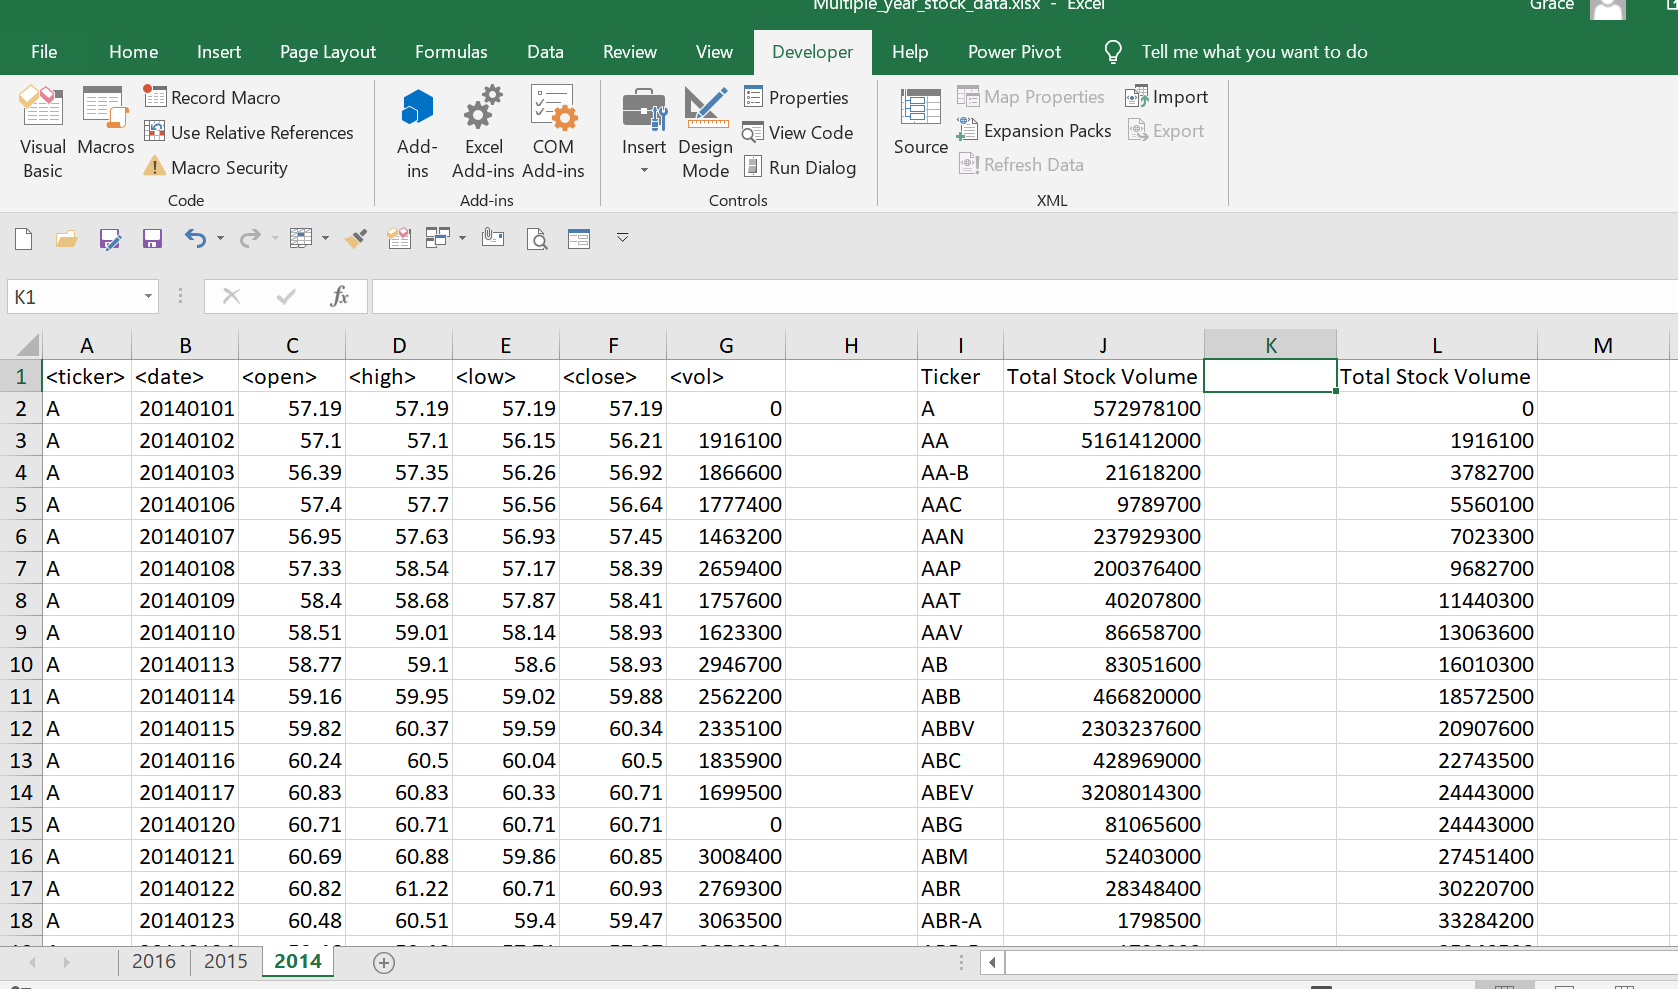 Multiple_year_stock_data.xlsx - Excel Grace
File Home Insert Page Layout Formulas Data Review View Developer Help Power Pivot Tell me what you want to do
Visual Basic
Macros
Record Macro
Use Relative References
Macro Security
Code
Add-ins
Excel Add-ins
COM Add-ins
Add-ins
Insert
Design Mode
Properties
View Code
Run Dialog
Controls
Source
Map Properties
Expansion Packs
Refresh Data
Import
Export
XML
K1 fx
A B C D E F G H I J K L M
1 <ticker> <date> <open> <high> <low> <close> <vol> Ticker Total Stock Volume Total Stock Volume
2 A 20140101 57.19 57.19 57.19 57.19 0 A 572978100 0
3 A 20140102 57.1 57.1 56.15 56.21 1916100 AA 5161412000 1916100
4 A 20140103 56.39 57.35 56.26 56.92 1866600 AA-B 21618200 3782700
5 A 20140106 57.4 57.7 56.56 56.64 1777400 AAC 9789700 5560100
6 A 20140107 56.95 57.63 56.93 57.45 1463200 AAN 237929300 7023300
7 A 20140108 57.33 58.54 57.17 58.39 2659400 AAP 200376400 9682700
8 A 20140109 58.4 58.68 57.87 58.41 1757600 AAT 40207800 11440300
9 A 20140110 58.51 59.01 58.14 58.93 1623300 AAV 86658700 13063600
10 A 20140113 58.77 59.1 58.6 58.93 2946700 AB 83051600 16010300
11 A 20140114 59.16 59.95 59.02 59.88 2562200 ABB 466820000 18572500
12 A 20140115 59.82 60.37 59.59 60.34 2335100 ABBV 2303237600 20907600
13 A 20140116 60.24 60.5 60.04 60.5 1835900 ABC 428969000 22743500
14 A 20140117 60.83 60.83 60.33 60.71 1699500 ABEV 3208014300 24443000
15 A 20140120 60.71 60.71 60.71 60.71 0 ABG 81065600 24443000
16 A 20140121 60.69 60.88 59.86 60.85 3008400 ABM 52403000 27451400
17 A 20140122 60.82 61.22 60.71 60.93 2769300 ABR 28348400 30220700
18 A 20140123 60.48 60.51 59.4 59.47 3063500 ABR-A 1798500 33284200
2016 2015 2014